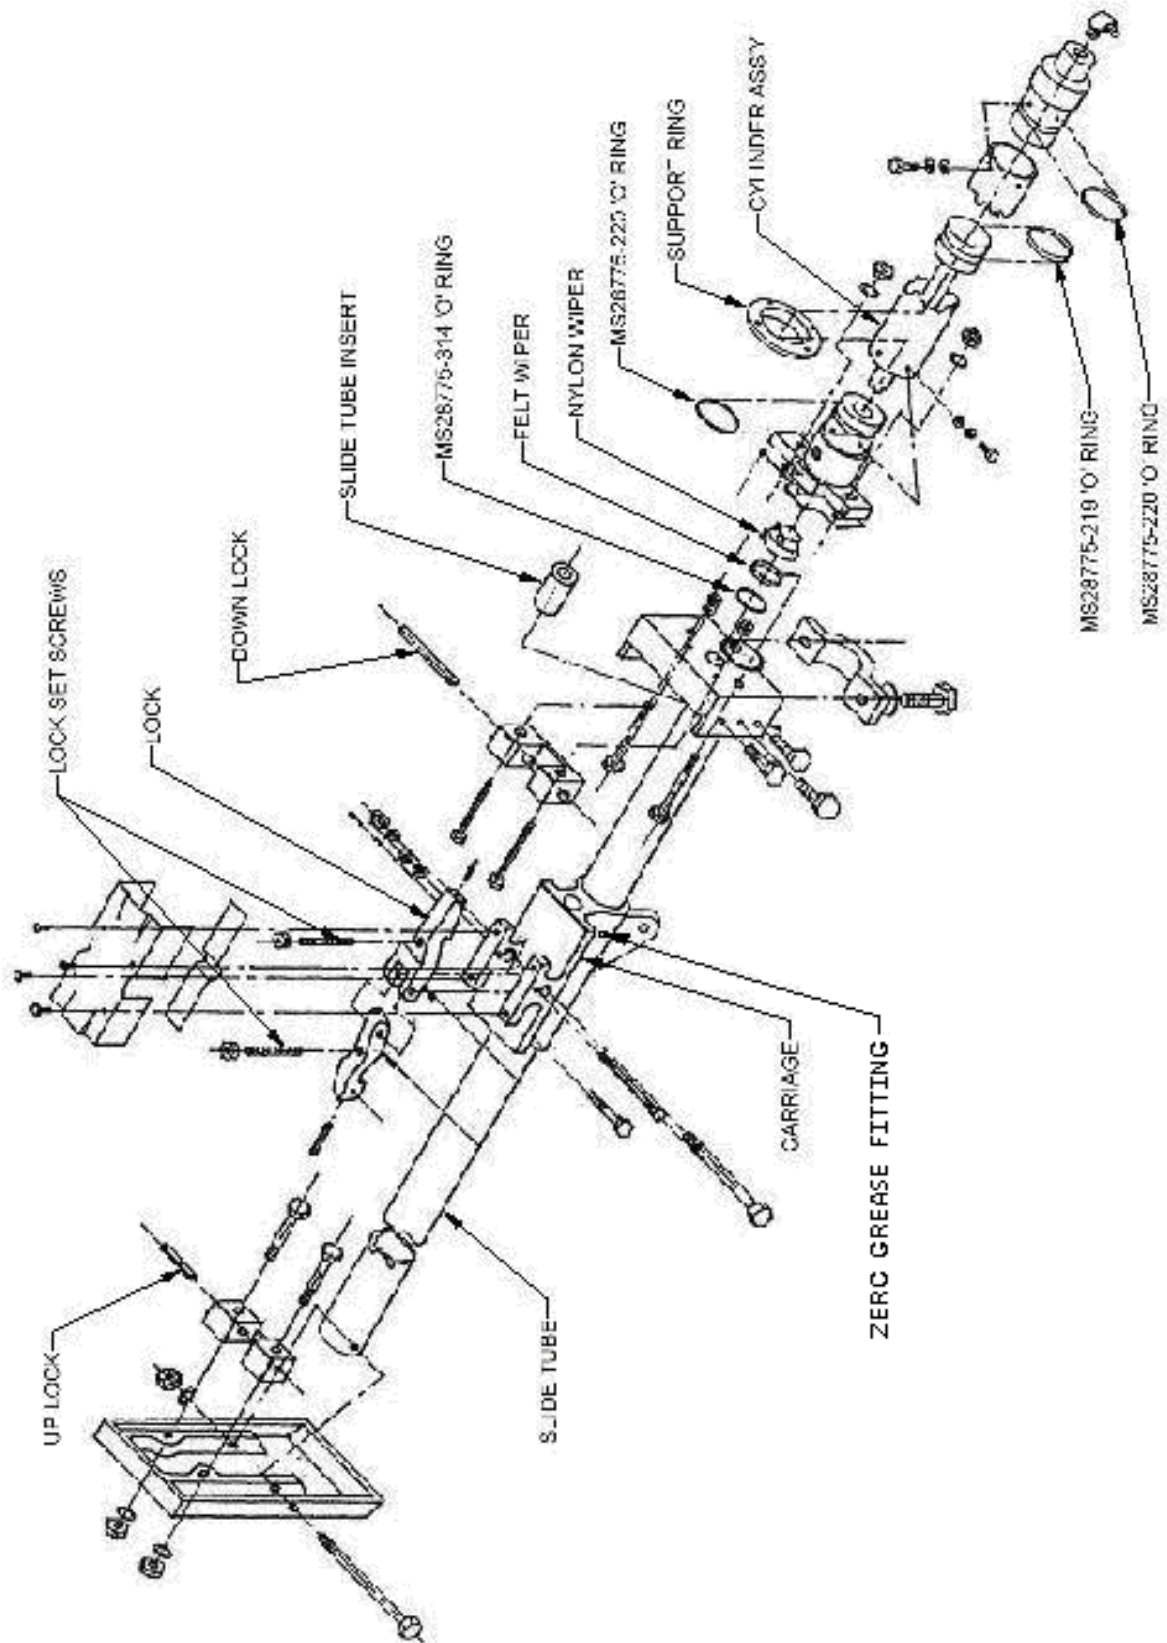 UP LOCK
LOCK SET SCREWS
LOCK
DOWN LOCK
SLIDE TUBE INSERT
MS28775-314 'O' RING
FELT WIPER
NYLON WIPER
MS28775-220 'O' RING
SUPPORT RING
CYLINDER ASSY
SLIDE TUBE
CARRIAGE
ZERC GREASE FITTING
MS28775-219 'O' RING
MS28775-220 'O' RING